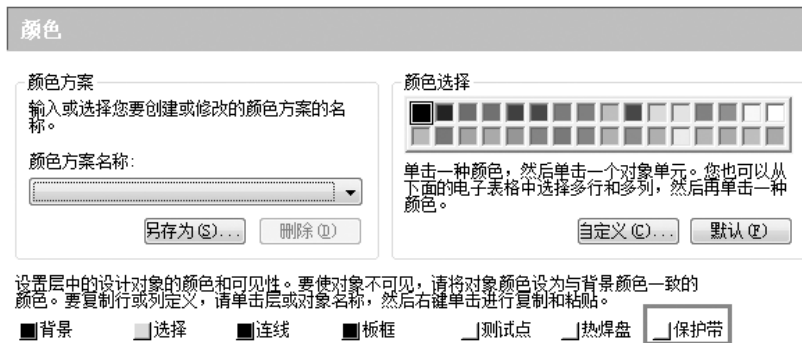 颜色
颜色方案
输入或选择您要创建或修改的颜色方案的名
称。
颜色方案名称:
另存为(S)...
删除(D)
颜色选择
单击一种颜色，然后单击一个对象单元。您也可以从
下面的电子表格中选择多行和多列，然后再单击一种
颜色。
自定义(C)...
默认(F)
设置层中的设计对象的颜色和可见性。要使对象不可见，请将对象颜色设为与背景颜色一致的
颜色。要复制行或列定义，请单击层或对象名称，然后右键单击进行复制和粘贴。
背景 选择 连线 板框 测试点 热焊盘 保护带